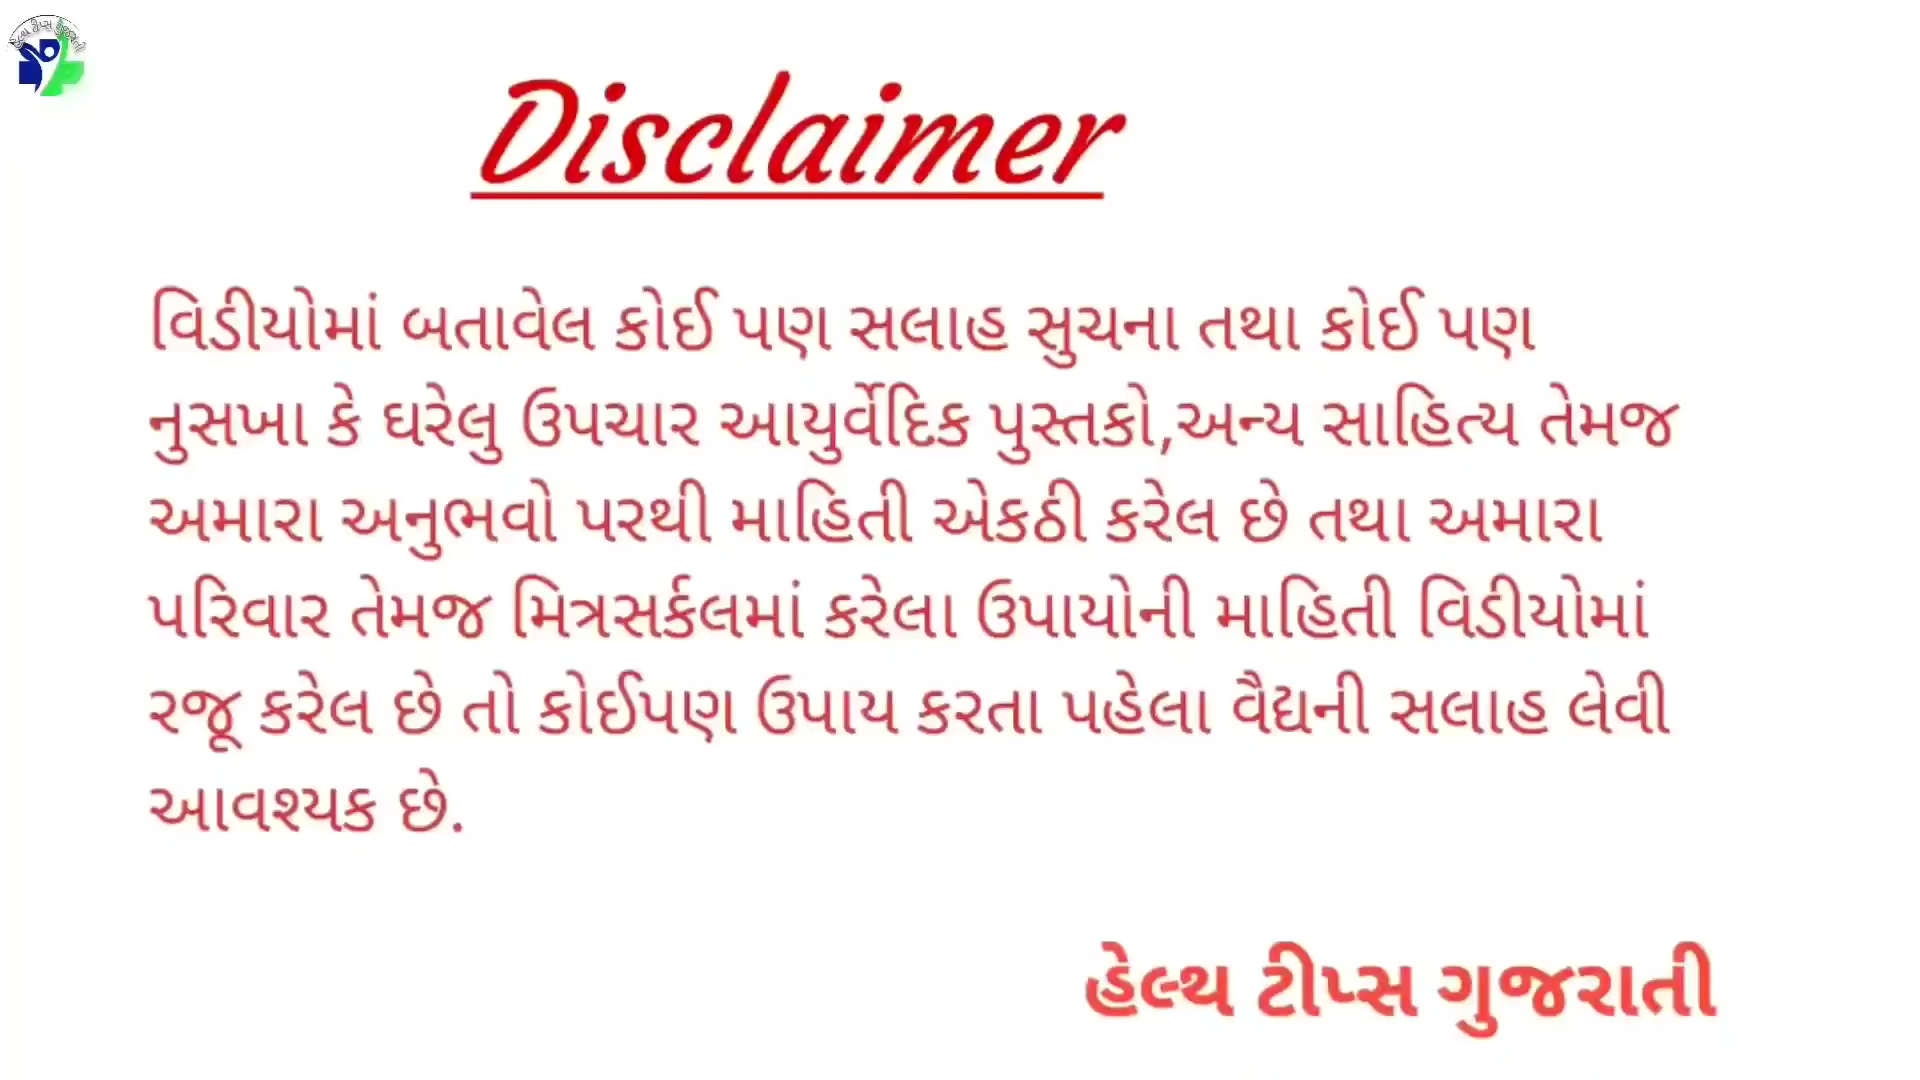 હેલ્થ ટીપ્સ ગુજરાતી
Disclaimer
વિડીયોમાં બતાવેલ કોઈ પણ સલાહ સુચના તથા કોઈ પણ
નુસખા કે ઘરેલુ ઉપચાર આયુર્વેદિક પુસ્તકો,અન્ય સાહિત્ય તેમજ
અમારા અનુભવો પરથી માહિતી એકઠી કરેલ છે તથા અમારા
પરિવાર તેમજ મિત્રસર્કલમાં કરેલા ઉપાયોની માહિતી વિડીયોમાં
રજૂ કરેલ છે તો કોઈપણ ઉપાય કરતા પહેલા વૈદ્યની સલાહ લેવી
આવશ્યક છે.
હેલ્થ ટીપ્સ ગુજરાતી